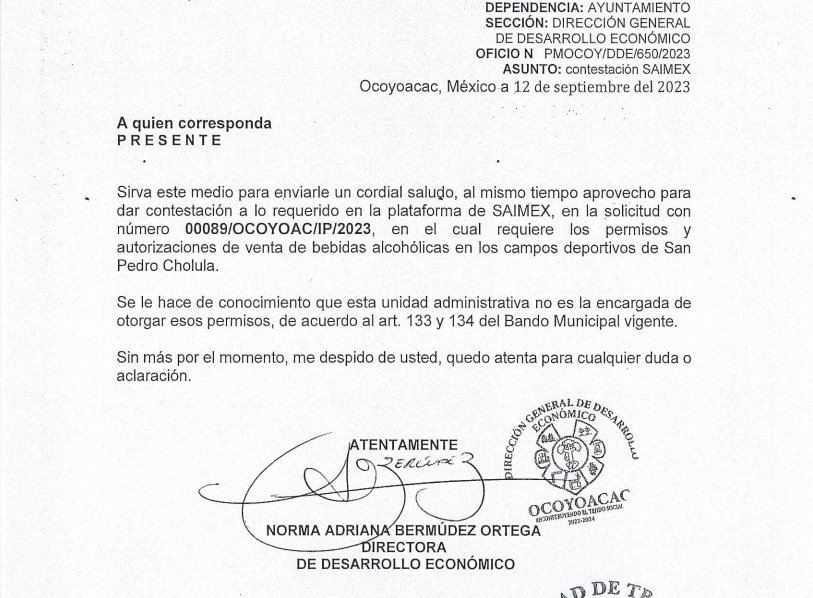 DEPENDENCIA: AYUNTAMIENTO
SECCIÓN: DIRECCIÓN GENERAL
DE DESARROLLO ECONÓMICO
OFICIO N PMOCOY/DDE/650/2023
ASUNTO: contestación SAIMEX
Ocoyoacac, México a 12 de septiembre del 2023
A quien corresponda
P R E S E N T E
Sirva este medio para enviarle un cordial saludo, al mismo tiempo aprovecho para
dar contestación a lo requerido en la plataforma de SAIMEX, en la solicitud con
número 00089/OCOYOAC/IP/2023, en el cual requiere los permisos y
autorizaciones de venta de bebidas alcohólicas en los campos deportivos de San
Pedro Cholula.
Se le hace de conocimiento que esta unidad administrativa no es la encargada de
otorgar esos permisos, de acuerdo al art. 133 y 134 del Bando Municipal vigente.
Sin más por el momento, me despido de usted, quedo atenta para cualquier duda o
aclaración.
ATENTAMENTE
DIRECCIÓN GENERAL DE DESARROLL
ECONÓMICO
OCOYOACAC
RECONSTRUYENDO EL TEJIDO SOCIAL
2022-2024
NORMA ADRIANA BERMÚDEZ ORTEGA
DIRECTORA
DE DESARROLLO ECONÓMICO
AD DE TR